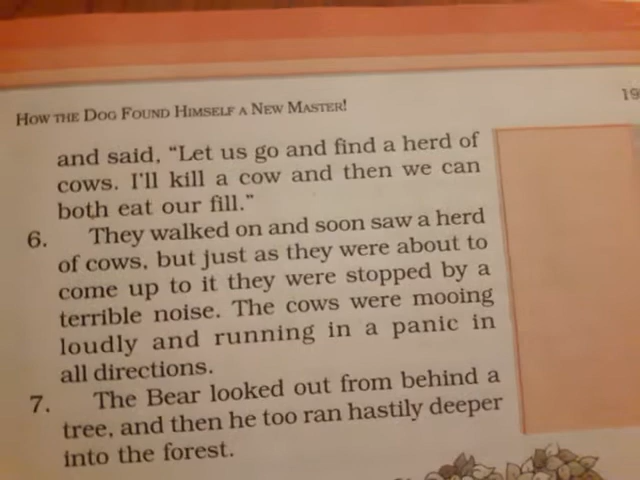 HOW THE DOG FOUND HIMSELF A NEW MASTER!
19
and said, “Let us go and find a herd of
cows. I'll kill a cow and then we can
both eat our fill.”
6. They walked on and soon saw a herd
of cows, but just as they were about to
come up to it they were stopped by a
terrible noise. The cows were mooing
loudly and running in a panic in
all directions.
7. The Bear looked out from behind a
tree, and then he too ran hastily deeper
into the forest.